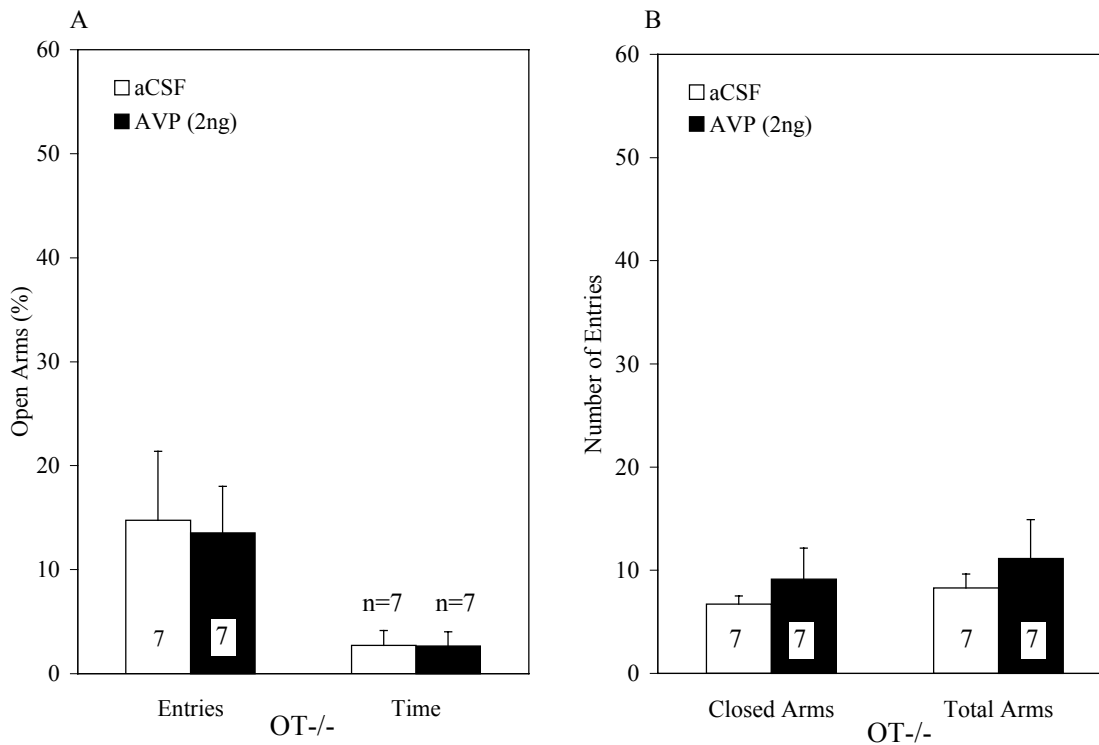 A
60
50
40
30
20
10
0
Open Arms (%)
aCSF
AVP (2ng)
7
7
n=7
n=7
Entries
Time
OT-/-
B
60
50
40
30
20
10
0
Number of Entries
aCSF
AVP (2ng)
7
7
7
7
Closed Arms
Total Arms
OT-/-